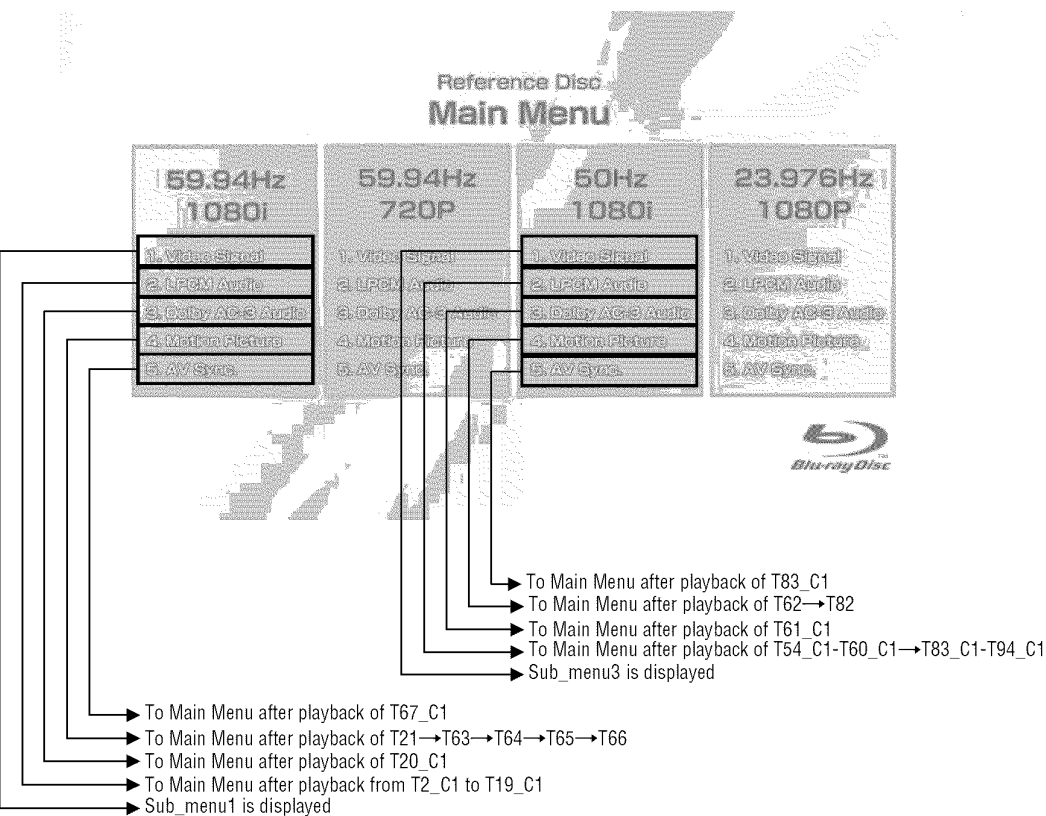 Reference Disc
Main Menu
59.94Hz
1080i
1. Video Signal
2. LPCM Audio
3. Dolby AC-3 Audio
4. Motion Picture
5. AV Sync.
59.94Hz
720P
1. Video Signal
2. LPCM Audio
3. Dolby AC-3 Audio
4. Motion Picture
5. AV Sync.
50Hz
1080i
1. Video Signal
2. LPCM Audio
3. Dolby AC-3 Audio
4. Motion Picture
5. AV Sync.
23.976Hz
1080P
1. Video Signal
2. LPCM Audio
3. Dolby AC-3 Audio
4. Motion Picture
5. AV Sync.
Blu-ray Disc™
To Main Menu after playback of T83_C1
To Main Menu after playback of T62→T82
To Main Menu after playback of T61_C1
To Main Menu after playback of T54_C1-T60_C1→T83_C1-T94_C1
Sub_menu3 is displayed
To Main Menu after playback of T67_C1
To Main Menu after playback of T21→T63→T64→T65→T66
To Main Menu after playback of T20_C1
To Main Menu after playback from T2_C1 to T19_C1
Sub_menu1 is displayed